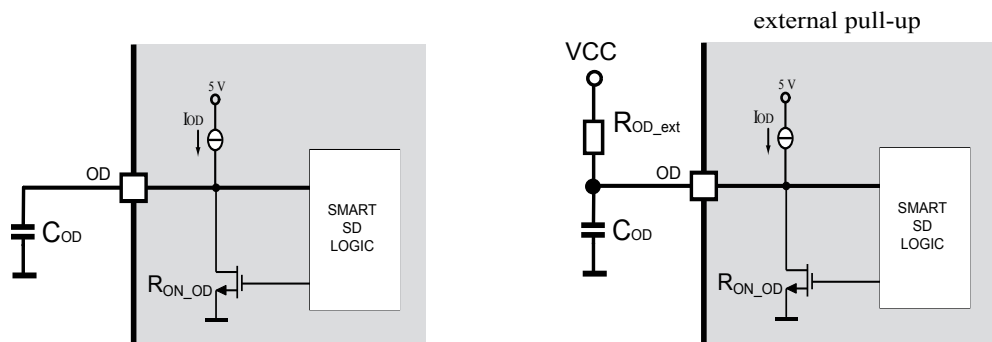 5 V
IOD
OD
COD
RON_OD
SMART
SD
LOGIC
external pull-up
VCC
ROD_ext
5 V
IOD
OD
COD
RON_OD
SMART
SD
LOGIC